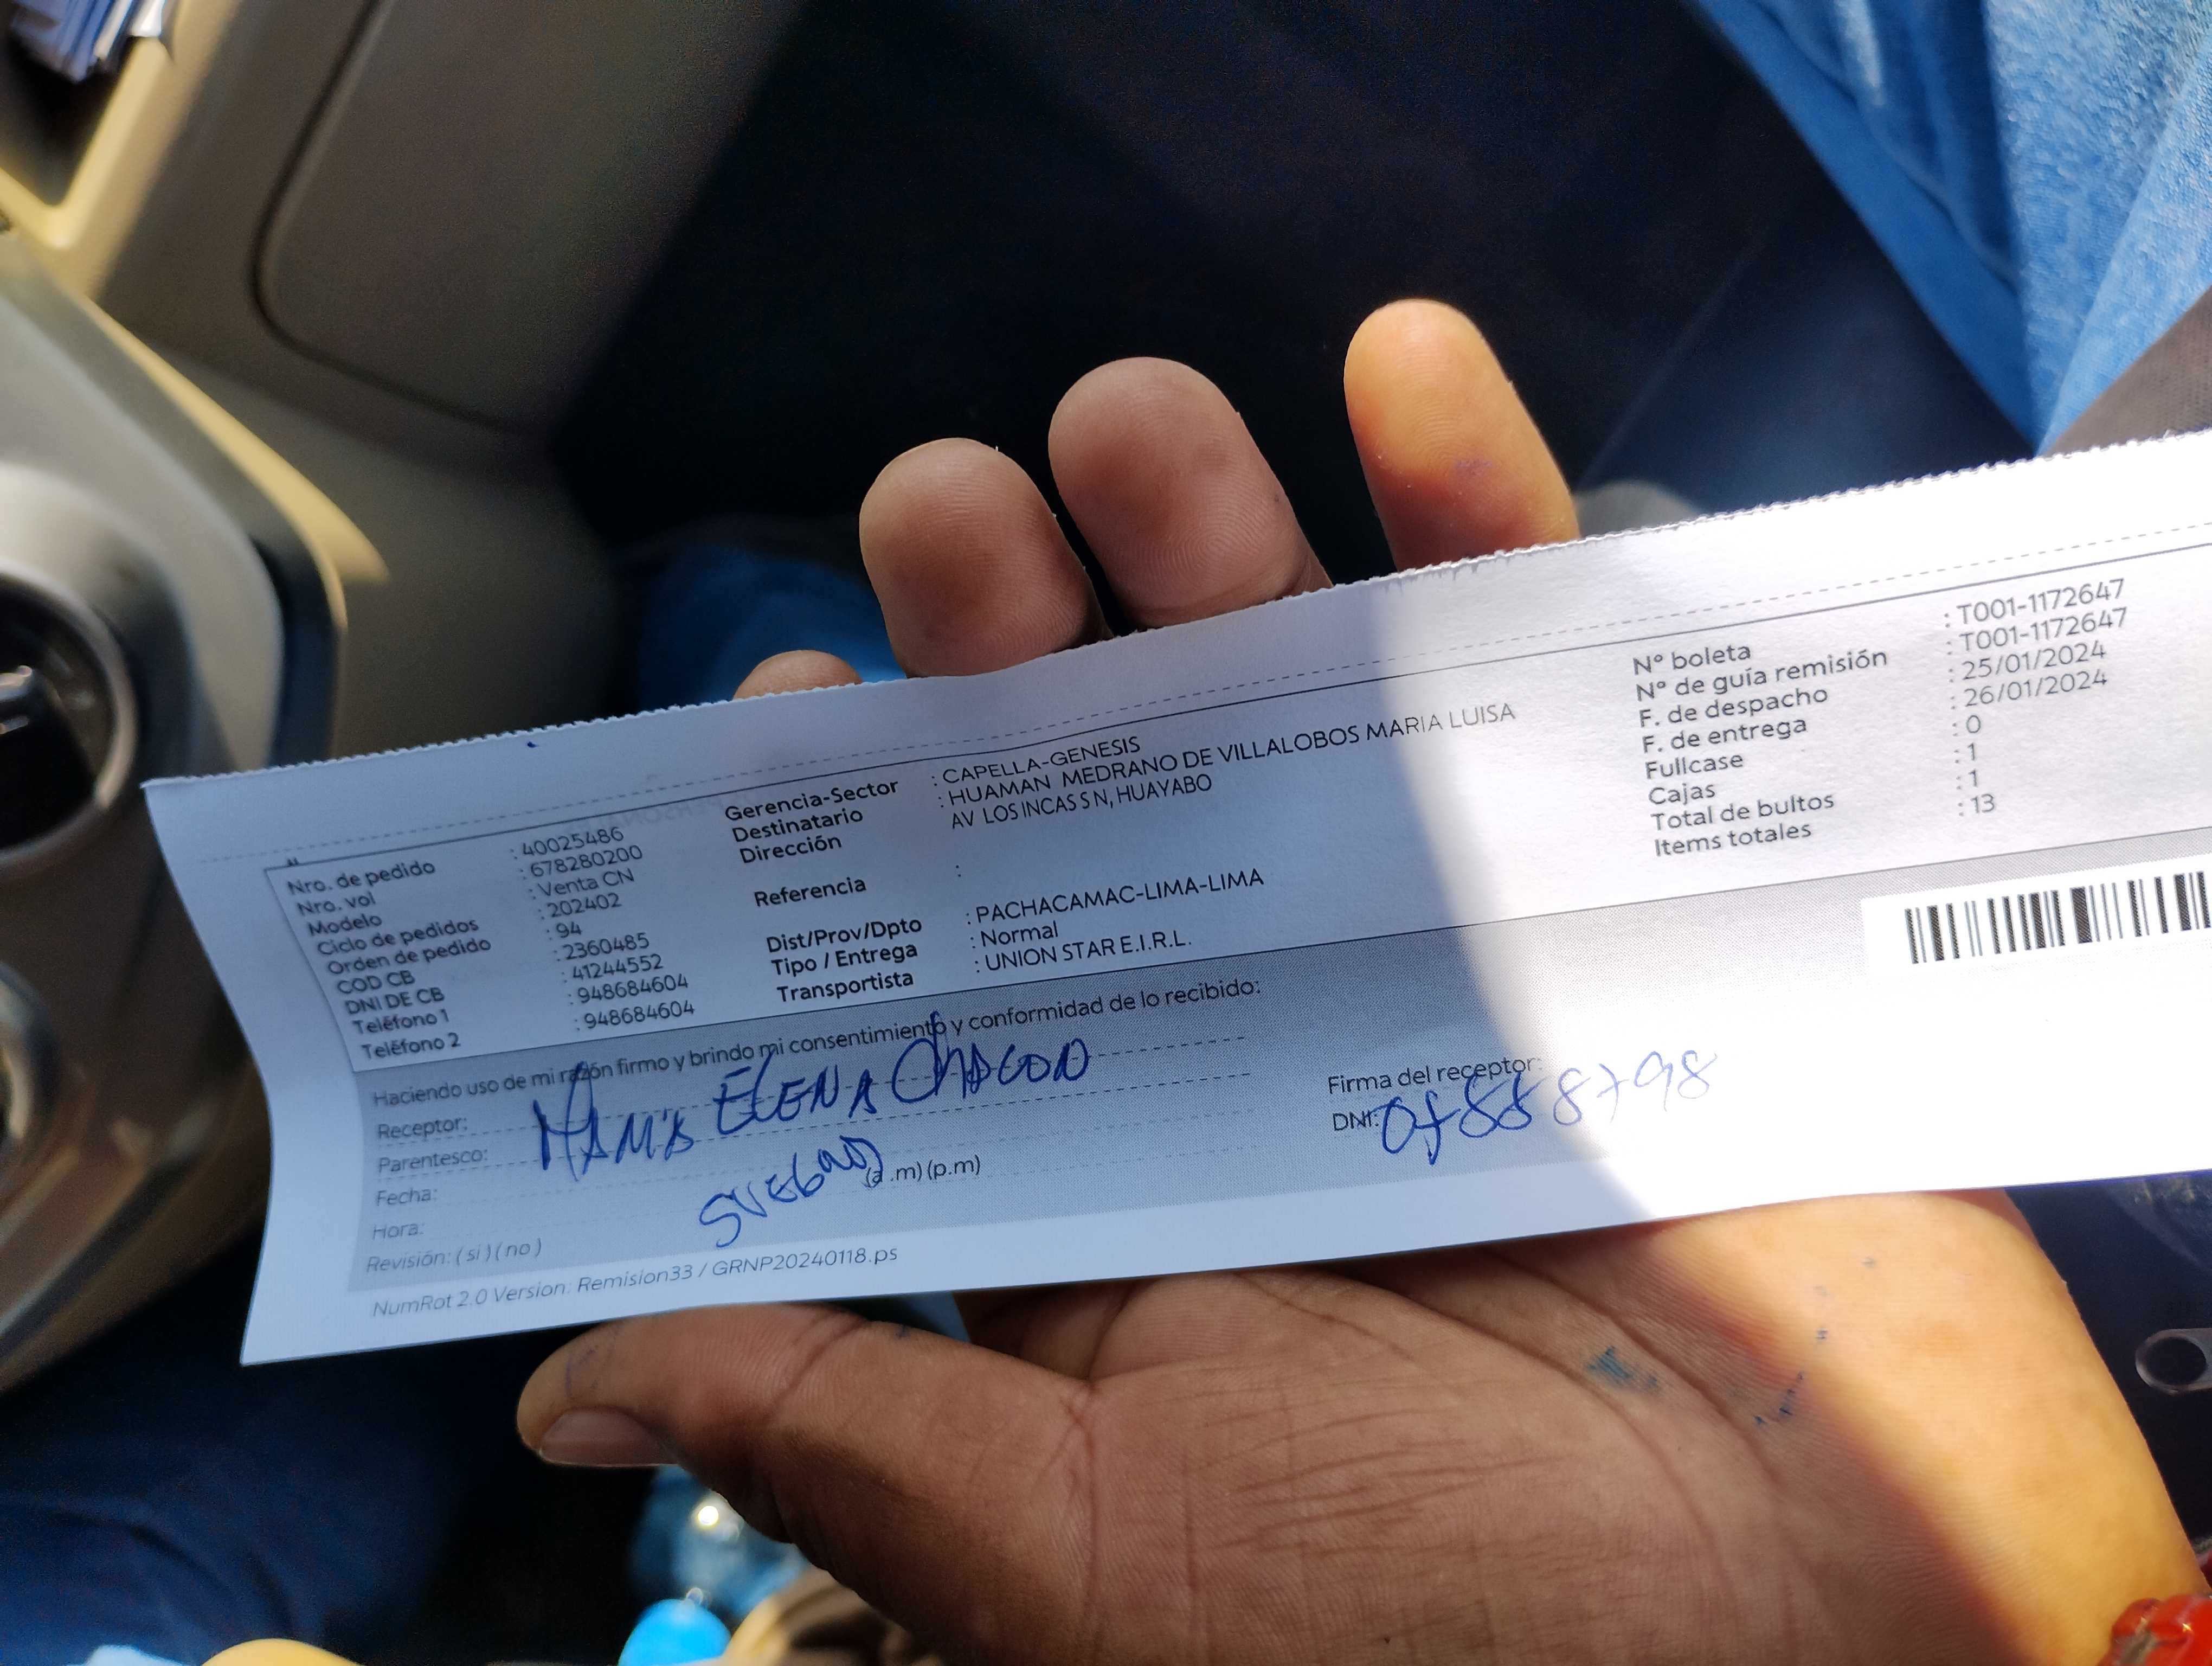 Nro. de pedido : 40025486
Nro. vol : 678280200
Modelo : Venta CN
Ciclo de pedidos : 202402
Orden de pedido : 94
COD CB : 2360485
DNI DE CB : 41244552
Teléfono 1 : 948684604
Teléfono 2 : 948684604
Gerencia-Sector : CAPELLA-GENESIS
Destinatario : HUAMAN MEDRANO DE VILLALOBOS MARIA LUISA
Dirección AV LOS INCAS S N, HUAYABO
Referencia :
Dist/Prov/Dpto : PACHACAMAC-LIMA-LIMA
Tipo / Entrega : Normal
Transportista : UNION STAR E.I.R.L.
N° boleta : T001-1172647
N° de guía remisión : T001-1172647
F. de despacho : 25/01/2024
F. de entrega : 26/01/2024
Fullcase : 0
Cajas : 1
Total de bultos : 1
Items totales : 13
Haciendo uso de mi razón firmo y brindo mi consentimiento y conformidad de lo recibido:
Receptor: ELENA CHACON
Parentesco:
Fecha:
Hora: (a.m) (p.m)
Revisión: ( si ) ( no )
Firma del receptor:
DNI:
NumRot 2.0 Version: Remision33 / GRNP20240118.ps